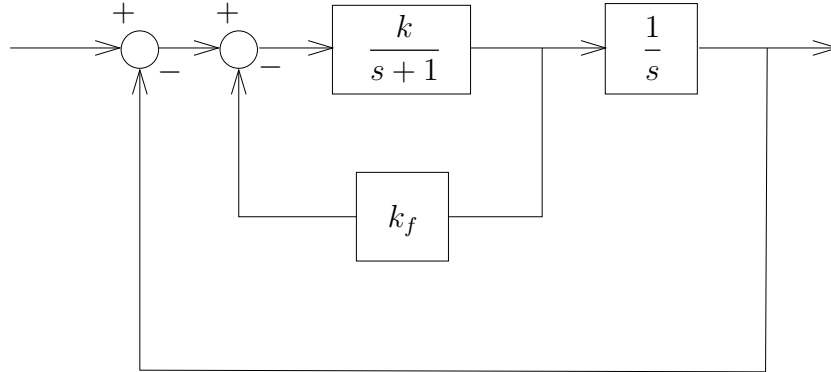 + +
k 1
− − s + 1 s
k_f